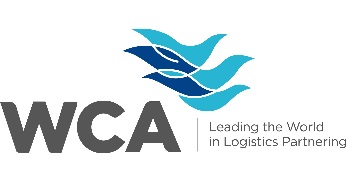 WCA
Leading the World
in Logistics Partnering